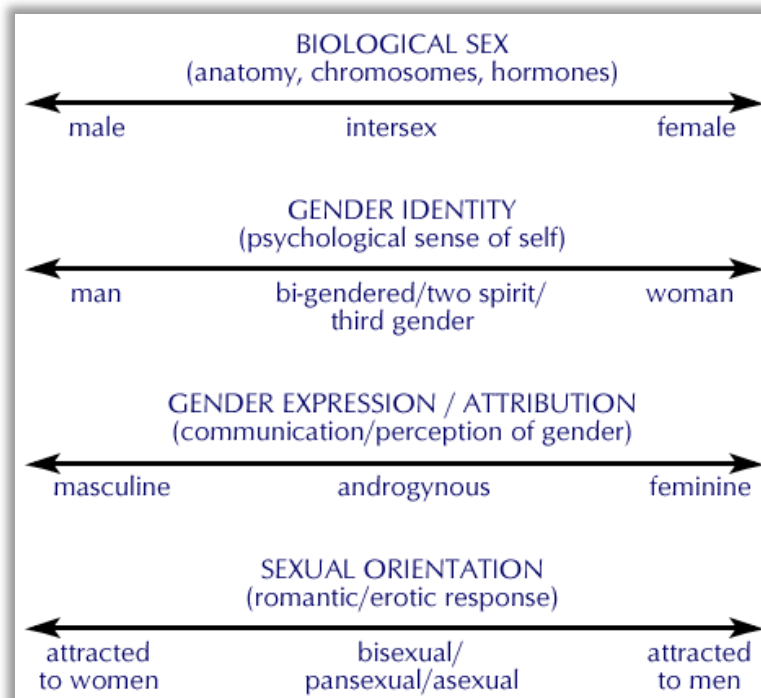 BIOLOGICAL SEX
(anatomy, chromosomes, hormones)
male intersex female
GENDER IDENTITY
(psychological sense of self)
man bi-gendered/two spirit/ woman
third gender
GENDER EXPRESSION / ATTRIBUTION
(communication/perception of gender)
masculine androgynous feminine
SEXUAL ORIENTATION
(romantic/erotic response)
attracted bisexual/ attracted
to women pansexual/asexual to men